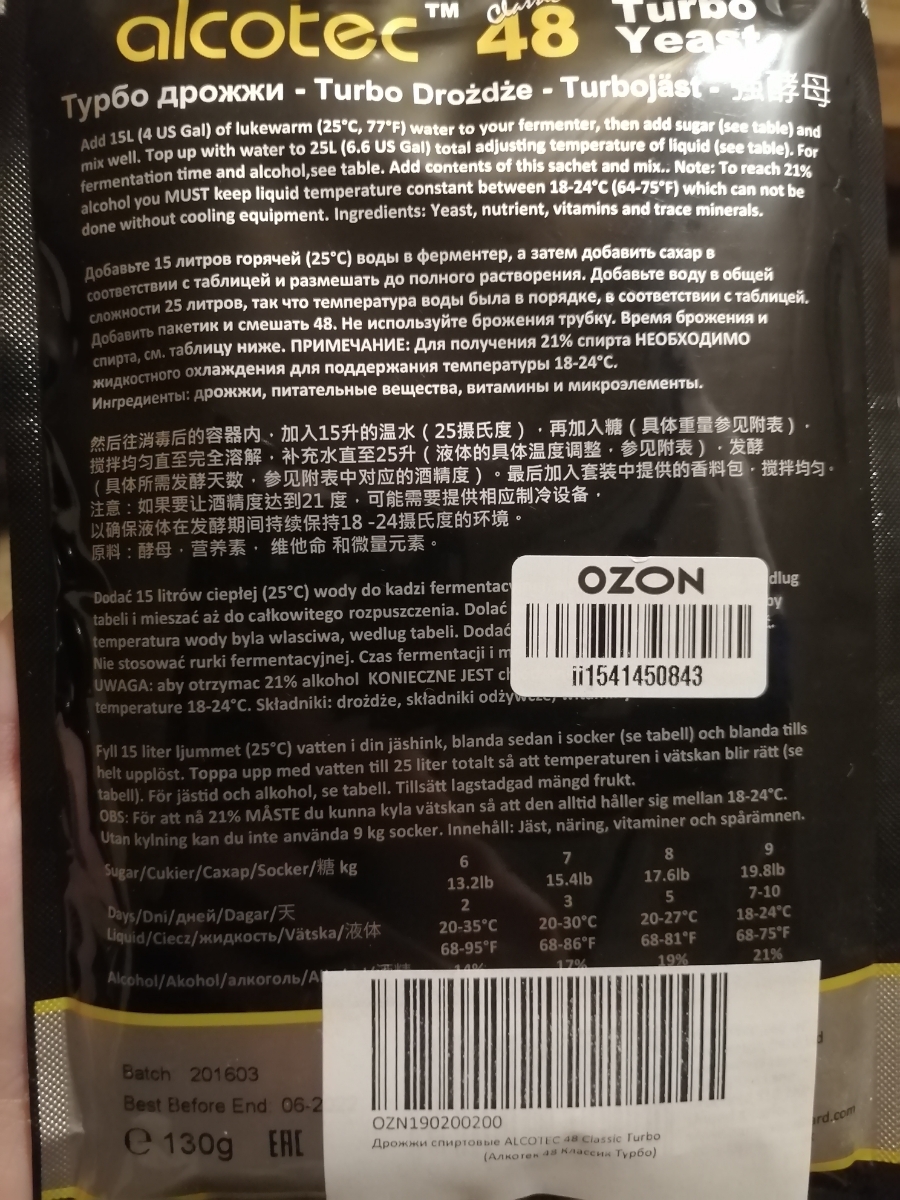 alcotec™ Classic 48 Turbo Yeast
Турбо дрожжи - Turbo Drożdże - Turbojäst - 强酵母
Add 15L (4 US Gal) of lukewarm (25°C, 77°F) water to your fermenter, then add sugar (see table) and
mix well. Top up with water to 25L (6.6 US Gal) total adjusting temperature of liquid (see table). For
fermentation time and alcohol,see table. Add contents of this sachet and mix.. Note: To reach 21%
alcohol you MUST keep liquid temperature constant between 18-24°C (64-75°F) which can not be
done without cooling equipment. Ingredients: Yeast, nutrient, vitamins and trace minerals.
Добавьте 15 литров горячей (25°C) воды в ферментер, а затем добавить сахар в
соответствии с таблицей и размешать до полного растворения. Добавьте воду в общей
сложности 25 литров, так что температура воды была в порядке, в соответствии с таблицей.
Добавить пакетик и смешать 48. Не используйте брожения трубку. Время брожения и
спирта, см. таблицу ниже. ПРИМЕЧАНИЕ: Для получения 21% спирта НЕОБХОДИМО
жидкостного охлаждения для поддержания температуры 18-24°C.
Ингредиенты: дрожжи, питательные вещества, витамины и микроэлементы.
然后往消毒后的容器内，加入15升的温水（25摄氏度），再加入糖（具体重量参见附表），
搅拌均匀直至完全溶解，补充水直至25升（液体的具体温度调整，参见附表），发酵
（具体所需发酵天数，参见附表中对应的酒精度）。最后加入套装中提供的香料包，搅拌均匀。
注意：如果要让酒精度达到21 度，可能需要提供相应制冷设备，
以确保液体在发酵期间持续保持18 -24摄氏度的环境。
原料：酵母，营养素， 维他命 和微量元素。
Dodać 15 litrów ciepłej (25°C) wody do kadzi fermentac dlug
tabeli i mieszać aż do całkowitego rozpuszczenia. Dolać by
temperatura wody byla wlasciwa, wedlug tabeli. Dodać
Nie stosować rurki fermentacyjnej. Czas fermentacji i
UWAGA: aby otrzymac 21% alkohol KONIECZNE JEST
temperature 18-24°C. Składniki: drożdże, składniki
OZON
ii1541450843
Fyll 15 liter ljummet (25°C) vatten i din jäshink, blanda sedan i socker (se tabell) och blanda tills
helt upplöst. Toppa upp med vatten till 25 liter totalt så att temperaturen i vätskan blir rätt (se
tabell). För jästid och alkohol, se tabell. Tillsätt lagstadgad mängd frukt.
OBS: För att nå 21% MÅSTE du kunna kyla vätskan så att den alltid håller sig mellan 18-24°C.
Utan kylning kan du inte använda 9 kg socker. Innehåll: Jäst, näring, vitaminer och spårämnen.
Sugar/Cukier/Сахар/Socker/糖 kg 6 7 8 9
13.2lb 15.4lb 17.6lb 19.8lb
Days/Dni/дней/Dagar/天 2 3 5 7-10
Liquid/Ciecz/жидкость/Vätska/液体 20-35°C 20-30°C 20-27°C 18-24°C
68-95°F 68-86°F 68-81°F 68-75°F
Alcohol/Akohol/алкоголь/Al 14% 17% 19% 21%
Batch 201603
Best Before End 06-2
℮ 130g EAC
OZN190200200
Дрожжи спиртовые ALCOTEC 48 Classic Turbo
(Алкотек 48 Классик Турбо)
rd.com